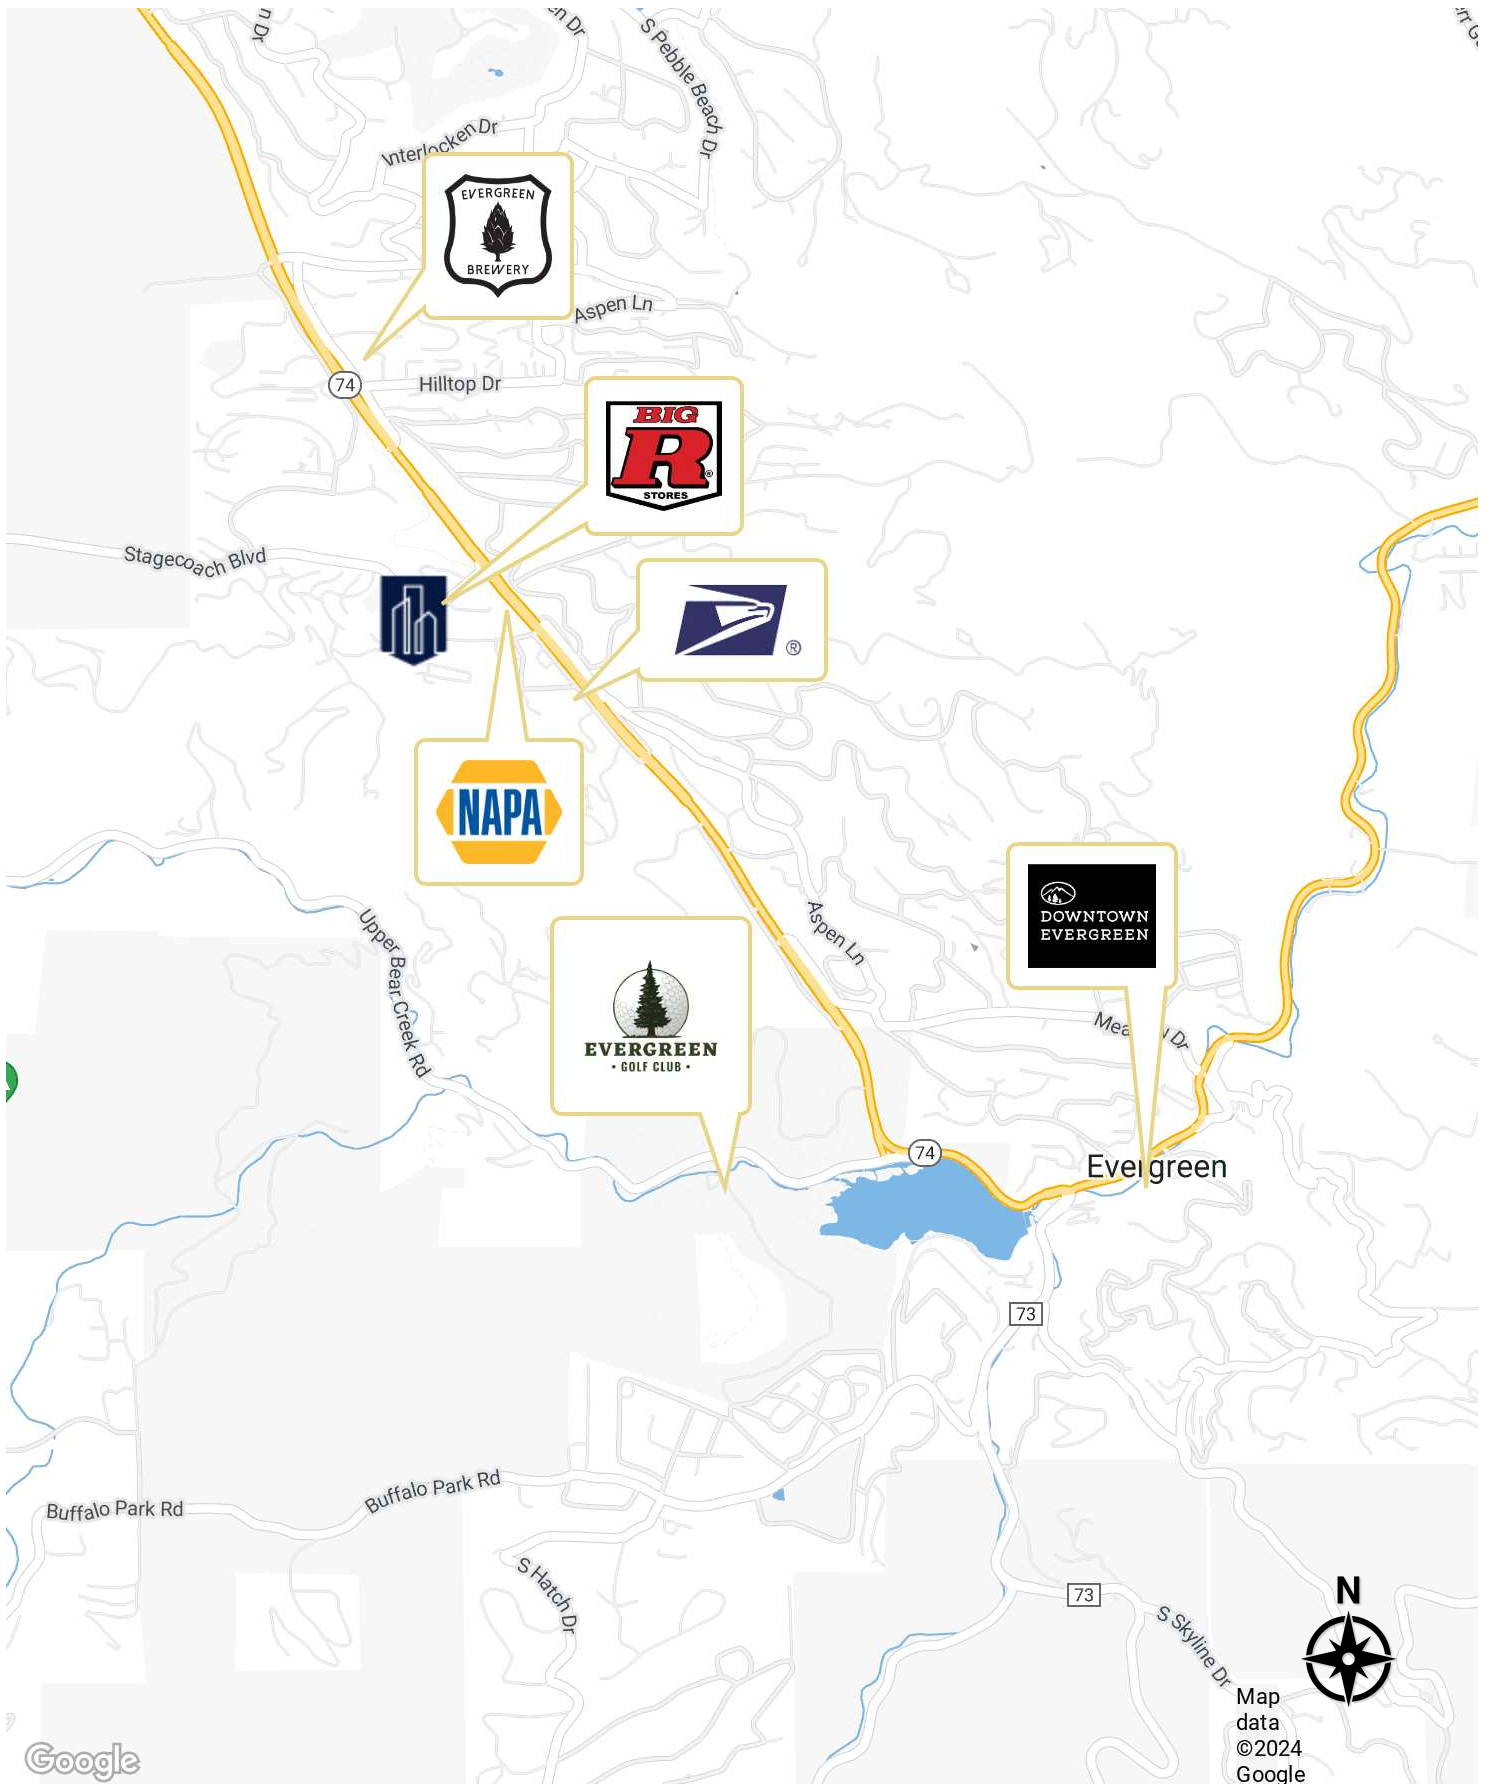 S Pebble Beach Dr
Interlocken Dr
EVERGREEN
BREWERY
Aspen Ln
74
Hilltop Dr
BIG
R®
STORES
Stagecoach Blvd
®
NAPA
DOWNTOWN
EVERGREEN
Aspen Ln
Upper Bear Creek Rd
EVERGREEN
• GOLF CLUB •
74
Evergreen
73
Buffalo Park Rd
Buffalo Park Rd
S Hatch Dr
73
S Skyline Dr
N
Map
data
©2024
Google
Google